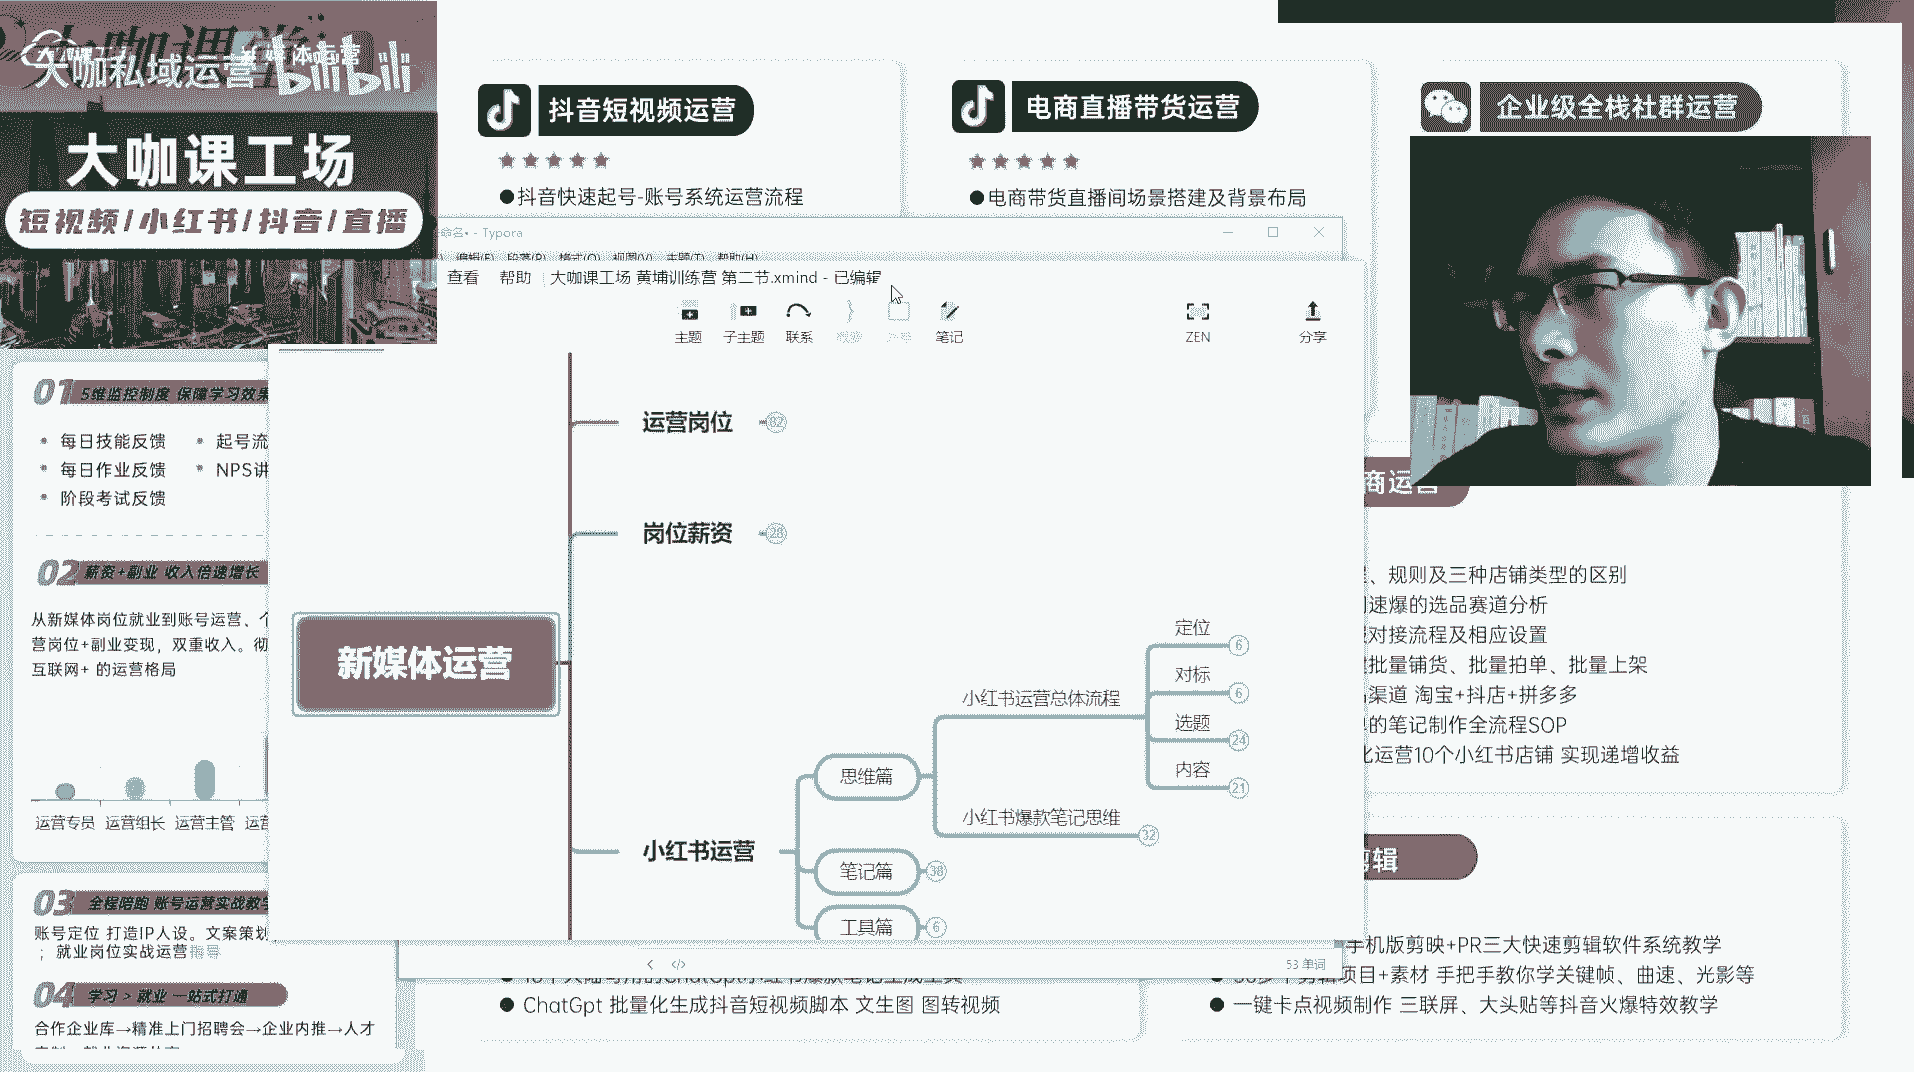 大咖私域运营
bilibili
大咖课工场
短视频/小红书/抖音/直播
抖音短视频运营
●抖音快速起号-账号系统运营流程
电商直播带货运营
●电商带货直播间场景搭建及背景布局
企业级全栈社群运营
- Typora
查看 帮助 大咖课工场 黄埔训练营 第二节.xmind - 已编辑
主题 子主题 联系 笔记 ZEN 分享
01 5维监控制度 保障学习效果
每日技能反馈 起号流
每日作业反馈 NPS讲
阶段考试反馈
02 薪资+副业 收入倍速增长
从新媒体岗位就业到账号运营、个
营岗位+副业变现，双重收入。彻
互联网+ 的运营格局
运营专员 运营组长 运营主管
03 全程陪跑 账号运营实战教学
账号定位 打造IP人设。文案策划
；就业岗位实战运营指导
04 学习 > 就业 一站式打通
合作企业库→精准上门招聘会→企业内推→人才
运营岗位 82
岗位薪资 28
新媒体运营
小红书运营
思维篇
笔记篇 38
工具篇 6
小红书运营总体流程
定位 6
对标 6
选题 24
内容 21
小红书爆款笔记思维 32
商运营
、规则及三种店铺类型的区别
速爆的选品赛道分析
对接流程及相应设置
批量铺货、批量拍单、批量上架
渠道 淘宝+抖店+拼多多
的笔记制作全流程SOP
化运营10个小红书店铺 实现递增收益
剪辑
手机版剪映+PR三大快速剪辑软件系统教学
项目+素材 手把手教你学关键帧、曲速、光影等
● 一键卡点视频制作 三联屏、大头贴等抖音火爆特效教学
53 单词
● ChatGpt 批量化生成抖音短视频脚本 文生图 图转视频